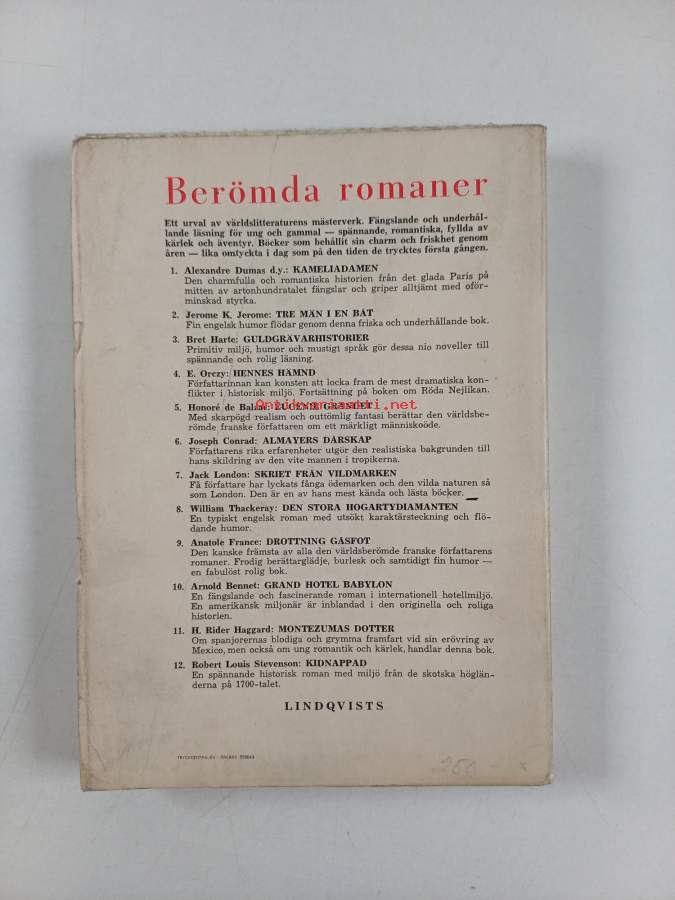 Berömda romaner
Ett urval av världslitteraturens mästerverk. Fängslande och underhål-
lande läsning för ung och gammal — spännande, romantiska, fyllda av
kärlek och äventyr. Böcker som behållit sin charm och friskhet genom
åren — lika omtyckta i dag som på den tiden de trycktes första gången.
1. Alexandre Dumas d.y.: KAMELIADAMEN
Den charmfulla och romantiska historien från det glada Paris på
mitten av artonhundratalet fängslar och griper alltjämt med oför-
minskad styrka.
2. Jerome K. Jerome: TRE MÄN I EN BÅT
Fin engelsk humor flödar genom denna friska och underhållande bok.
3. Bret Harte: GULDGRÄVARHISTORIER
Primitiv miljö, humor och mustigt språk gör dessa nio noveller till
spännande och rolig läsning.
4. E. Orczy: HENNES HÄMND
Författarinnan kan konsten att locka fram de mest dramatiska kon-
flikter i historisk miljö. Fortsättning på boken om Röda Nejlikan.
5. Honoré de Balzac: EUGENIE GRANDET
Antikvariaatti.net
Med skarpögd realism och outtömlig fantasi berättar den världsbe-
römde franske författaren om ett märkligt människoöde.
6. Joseph Conrad: ALMAYERS DÅRSKAP
Författarens rika erfarenheter utgör den realistiska bakgrunden till
hans skildring av den vite mannen i tropikerna.
7. Jack London: SKRIET FRÅN VILDMARKEN
Få författare har lyckats fånga ödemarken och den vilda naturen så
som London. Den är en av hans mest kända och lästa böcker.
8. William Thackeray: DEN STORA HOGARTYDIAMANTEN
En typiskt engelsk roman med utsökt karaktärsteckning och flö-
dande humor.
9. Anatole France: DROTTNING GÅSFOT
Den kanske främsta av alla den världsberömde franske författarens
romaner. Frodig berättarglädje, burlesk och samtidigt fin humor —
en fabulöst rolig bok.
10. Arnold Bennet: GRAND HOTEL BABYLON
En fängslande och fascinerande roman i internationell hotellmiljö.
En amerikansk miljonär är inblandad i den originella och roliga
historien.
11. H. Rider Haggard: MONTEZUMAS DOTTER
Om spanjorernas blodiga och grymma framfart vid sin erövring av
Mexico, men också om ung romantik och kärlek, handlar denna bok.
12. Robert Louis Stevenson: KIDNAPPAD
En spännande historisk roman med miljö från de skotska höglän-
derna på 1700-talet.
LINDQVISTS
250:-